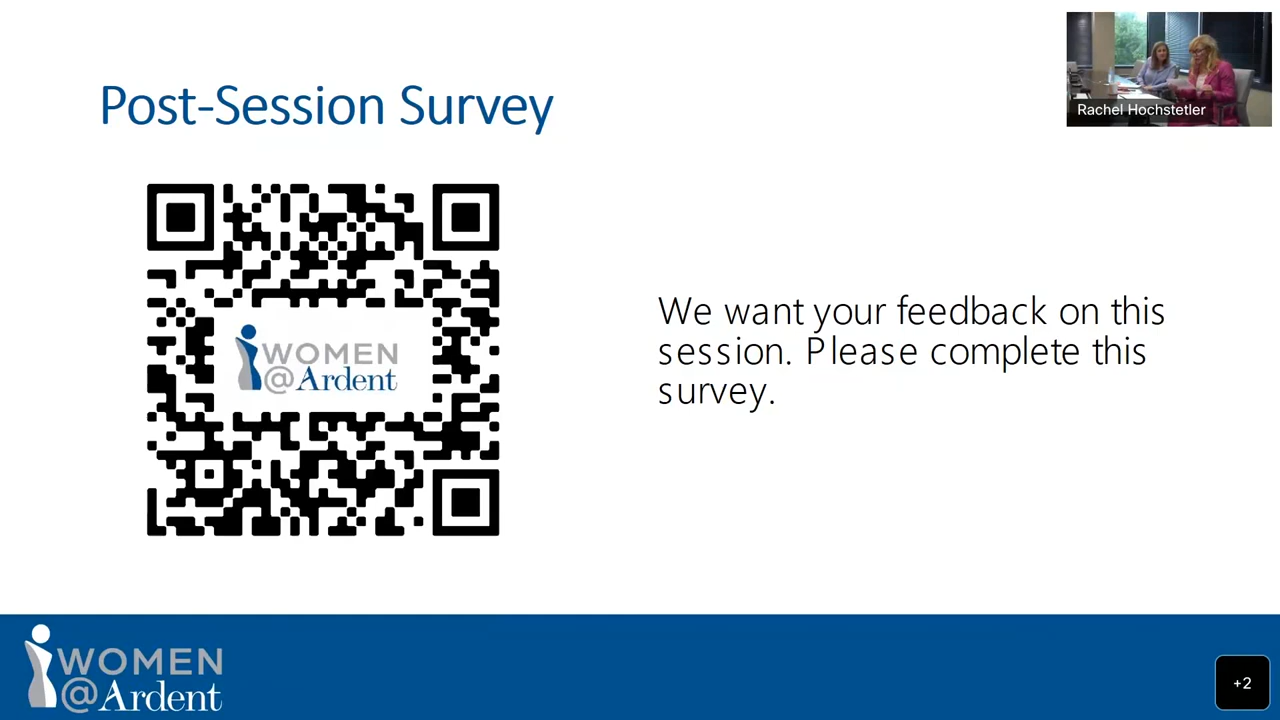 Post-Session Survey
Rachel Hochstetler
WOMEN
@Ardent
We want your feedback on this
session. Please complete this
survey.
WOMEN
@Ardent
+2